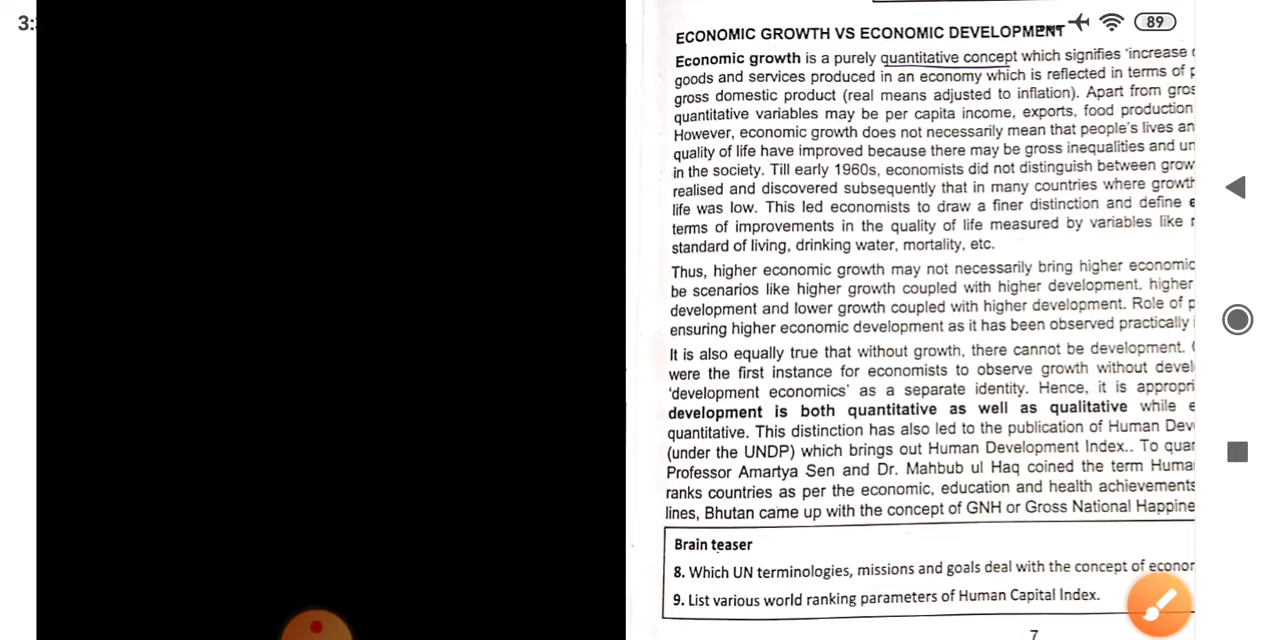 3:
89
ECONOMIC GROWTH VS ECONOMIC DEVELOPMENT
Economic growth is a purely quantitative concept which signifies 'increase
goods and services produced in an economy which is reflected in terms of
gross domestic product (real means adjusted to inflation). Apart from gros
quantitative variables may be per capita income, exports, food production
However, economic growth does not necessarily mean that people's lives an
quality of life have improved because there may be gross inequalities and un
in the society. Till early 1960s, economists did not distinguish between grow
realised and discovered subsequently that in many countries where growth
life was low. This led economists to draw a finer distinction and define
terms of improvements in the quality of life measured by variables like
standard of living, drinking water, mortality, etc.
Thus, higher economic growth may not necessarily bring higher economic
be scenarios like higher growth coupled with higher development, higher
development and lower growth coupled with higher development. Role of p
ensuring higher economic development as it has been observed practically
It is also equally true that without growth, there cannot be development.
were the first instance for economists to observe growth without devel
'development economics' as a separate identity. Hence, it is appropri
development is both quantitative as well as qualitative while e
quantitative. This distinction has also led to the publication of Human Dev
(under the UNDP) which brings out Human Development Index.. To quan
Professor Amartya Sen and Dr. Mahbub ul Haq coined the term Huma
ranks countries as per the economic, education and health achievements
lines, Bhutan came up with the concept of GNH or Gross National Happine
Brain teaser
8. Which UN terminologies, missions and goals deal with the concept of econor
9. List various world ranking parameters of Human Capital Index.
7